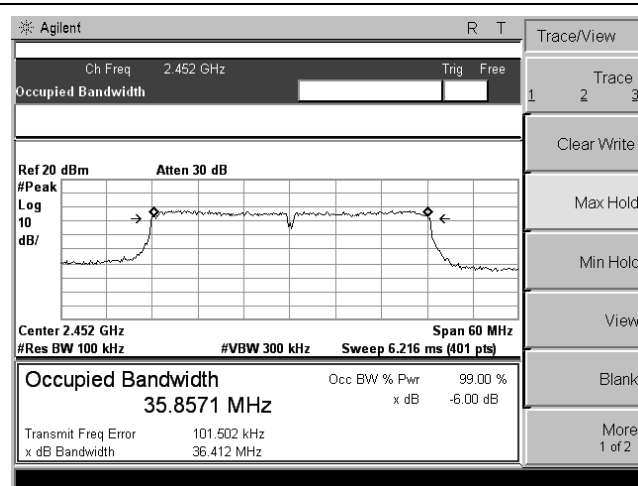 Agilent R T
Ch Freq 2.452 GHz Trig Free
Occupied Bandwidth
Ref 20 dBm Atten 30 dB
#Peak
Log
10
dB/
Center 2.452 GHz Span 60 MHz
#Res BW 100 kHz #VBW 300 kHz Sweep 6.216 ms (401 pts)
Occupied Bandwidth Occ BW % Pwr 99.00 %
35.8571 MHz x dB -6.00 dB
Transmit Freq Error 101.502 kHz
x dB Bandwidth 36.412 MHz
Trace/View
Trace
1 2 3
Clear Write
Max Hold
Min Hold
View
Blank
More
1 of 2